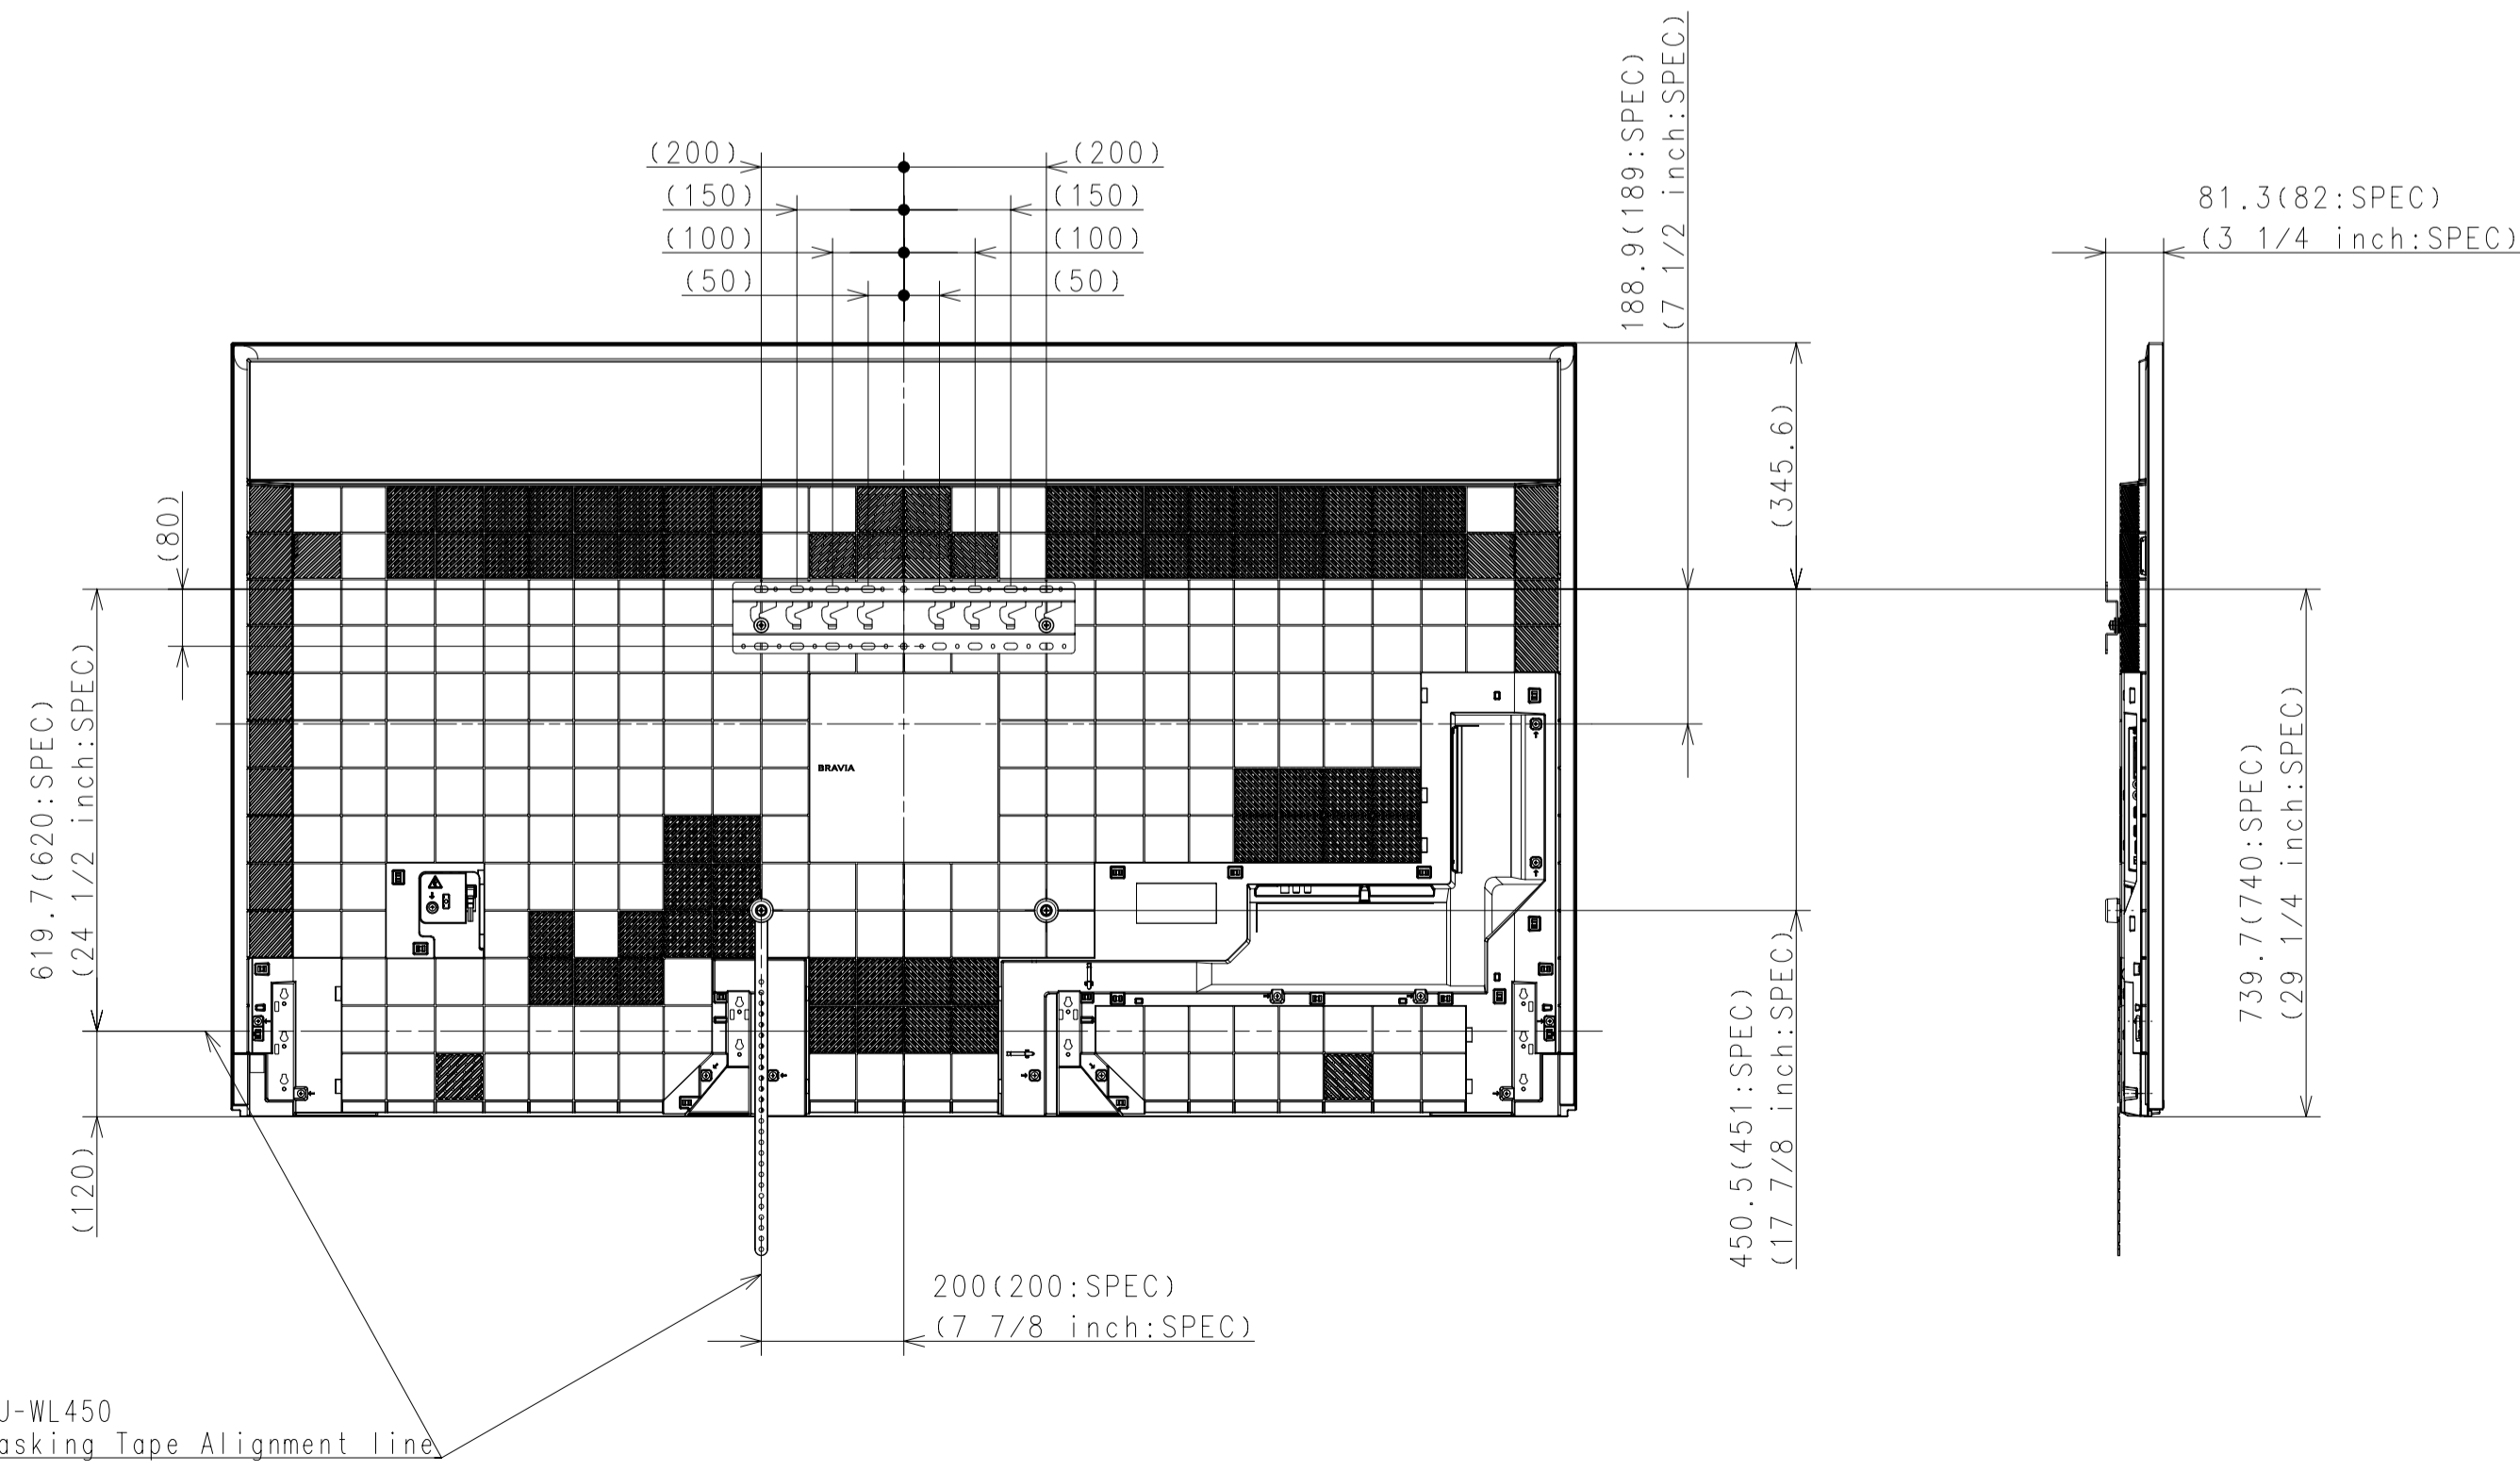 (200) (200)
(150) (150)
(100) (100)
(50) (50)
188.9(189:SPEC)
(7 1/2 inch:SPEC)
81.3(82:SPEC)
(3 1/4 inch:SPEC)
(345.6)
(80)
619.7(620:SPEC)
(24 1/2 inch:SPEC)
BRAVIA
739.7(740:SPEC)
(29 1/4 inch:SPEC)
450.5(451:SPEC)
(17 7/8 inch:SPEC)
(120)
200(200:SPEC)
(7 7/8 inch:SPEC)
U-WL450
asking Tape Alignment line